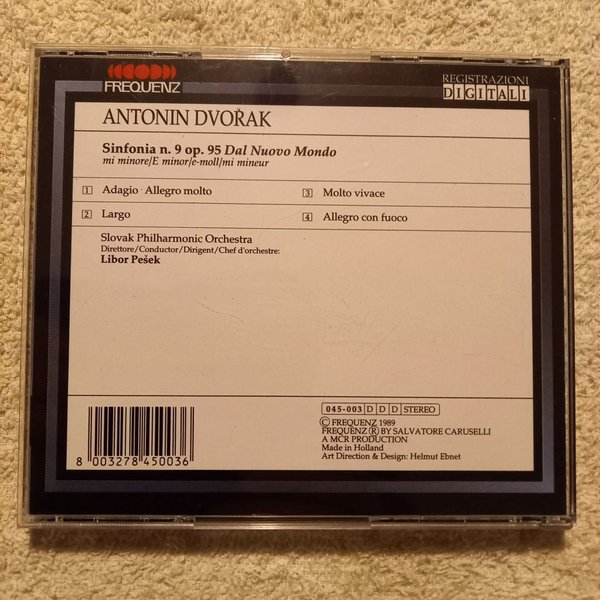 FREQUENZ
REGISTRAZIONI
DIGITALI
ANTONIN DVOŘAK
Sinfonia n. 9 op. 95 Dal Nuovo Mondo
mi minore/E minor/e-moll/mi mineur
1 Adagio · Allegro molto
2 Largo
3 Molto vivace
4 Allegro con fuoco
Slovak Philharmonic Orchestra
Direttore/Conductor/Dirigent/Chef d'orchestre:
Libor Pešek
8 003278 450036
045-003 D D D STEREO
© FREQUENZ 1989
FREQUENZ ® BY SALVATORE CARUSELLI
A MCR PRODUCTION
Made in Holland
Art Direction & Design: Helmut Ebnet